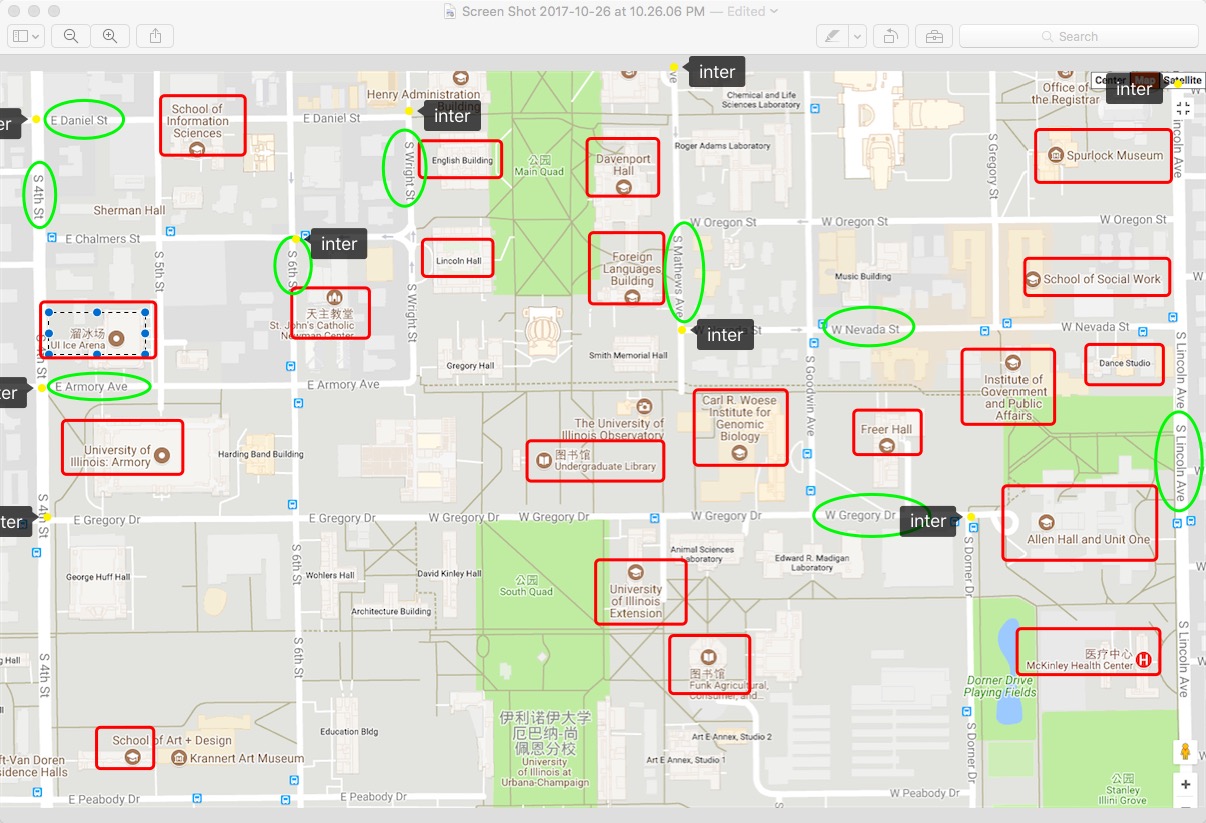 Screen Shot 2017-10-26 at 10.26.06 PM — Edited
Search
inter
Center
Map
Satellite
inter
Henry Administration
Building
Chemical and Life
Sciences Laboratory
Office of
the Registrar
School of
Information
Sciences
E Daniel St
E Daniel St
inter
English Building
公园
Main Quad
Davenport
Hall
Roger Adams Laboratory
Spurlock Museum
S 4th St
S Wright St
S Gregory St
Sherman Hall
E Chalmers St
inter
W Oregon St
W Oregon St
W Oregon St
S 5th St
S 6th St
Lincoln Hall
Foreign
Languages
Building
S Mathews Ave
Music Building
School of Social Work
天主教堂
St. John's Catholic
Newman Center
S Wright St
溜冰场
UI Ice Arena
inter
W Nevada St
W Nevada St
Smith Memorial Hall
Gregory Hall
S Goodwin Ave
Dance Studio
S Lincoln Ave
Institute of
Government
and Public
Affairs
E Armory Ave
E Armory Ave
Carl R. Woese
Institute for
Genomic
Biology
The University of
Illinois Observatory
Freer Hall
S Lincoln Ave
University of
Illinois: Armory
Harding Band Building
图书馆
Undergraduate Library
S 4th St
E Gregory Dr
E Gregory Dr
W Gregory Dr
W Gregory Dr
W Gregory Dr
W Gregory Dr
inter
Allen Hall and Unit One
Animal Sciences
Laboratory
Edward R. Madigan
Laboratory
S Dorner Dr
George Huff Hall
S 6th St
Wohlers Hall
David Kinley Hall
公园
South Quad
University
of Illinois
Extension
Architecture Building
S 4th St
S 6th St
图书馆
Funk Agricultural,
Consumer, and...
医疗中心
McKinley Health Center
H
S Lincoln Ave
Dorner Drive
Playing Fields
伊利诺伊大学
厄巴纳-尚
佩恩分校
University
of Illinois at
Urbana-Champaign
Education Bldg
Art E Annex, Studio 2
Art E Annex, Studio 1
School of Art + Design
Krannert Art Museum
S Dorner Dr
公园
Stanley
Illini Grove
E Peabody Dr
E Peabody Dr
W Peabody Dr